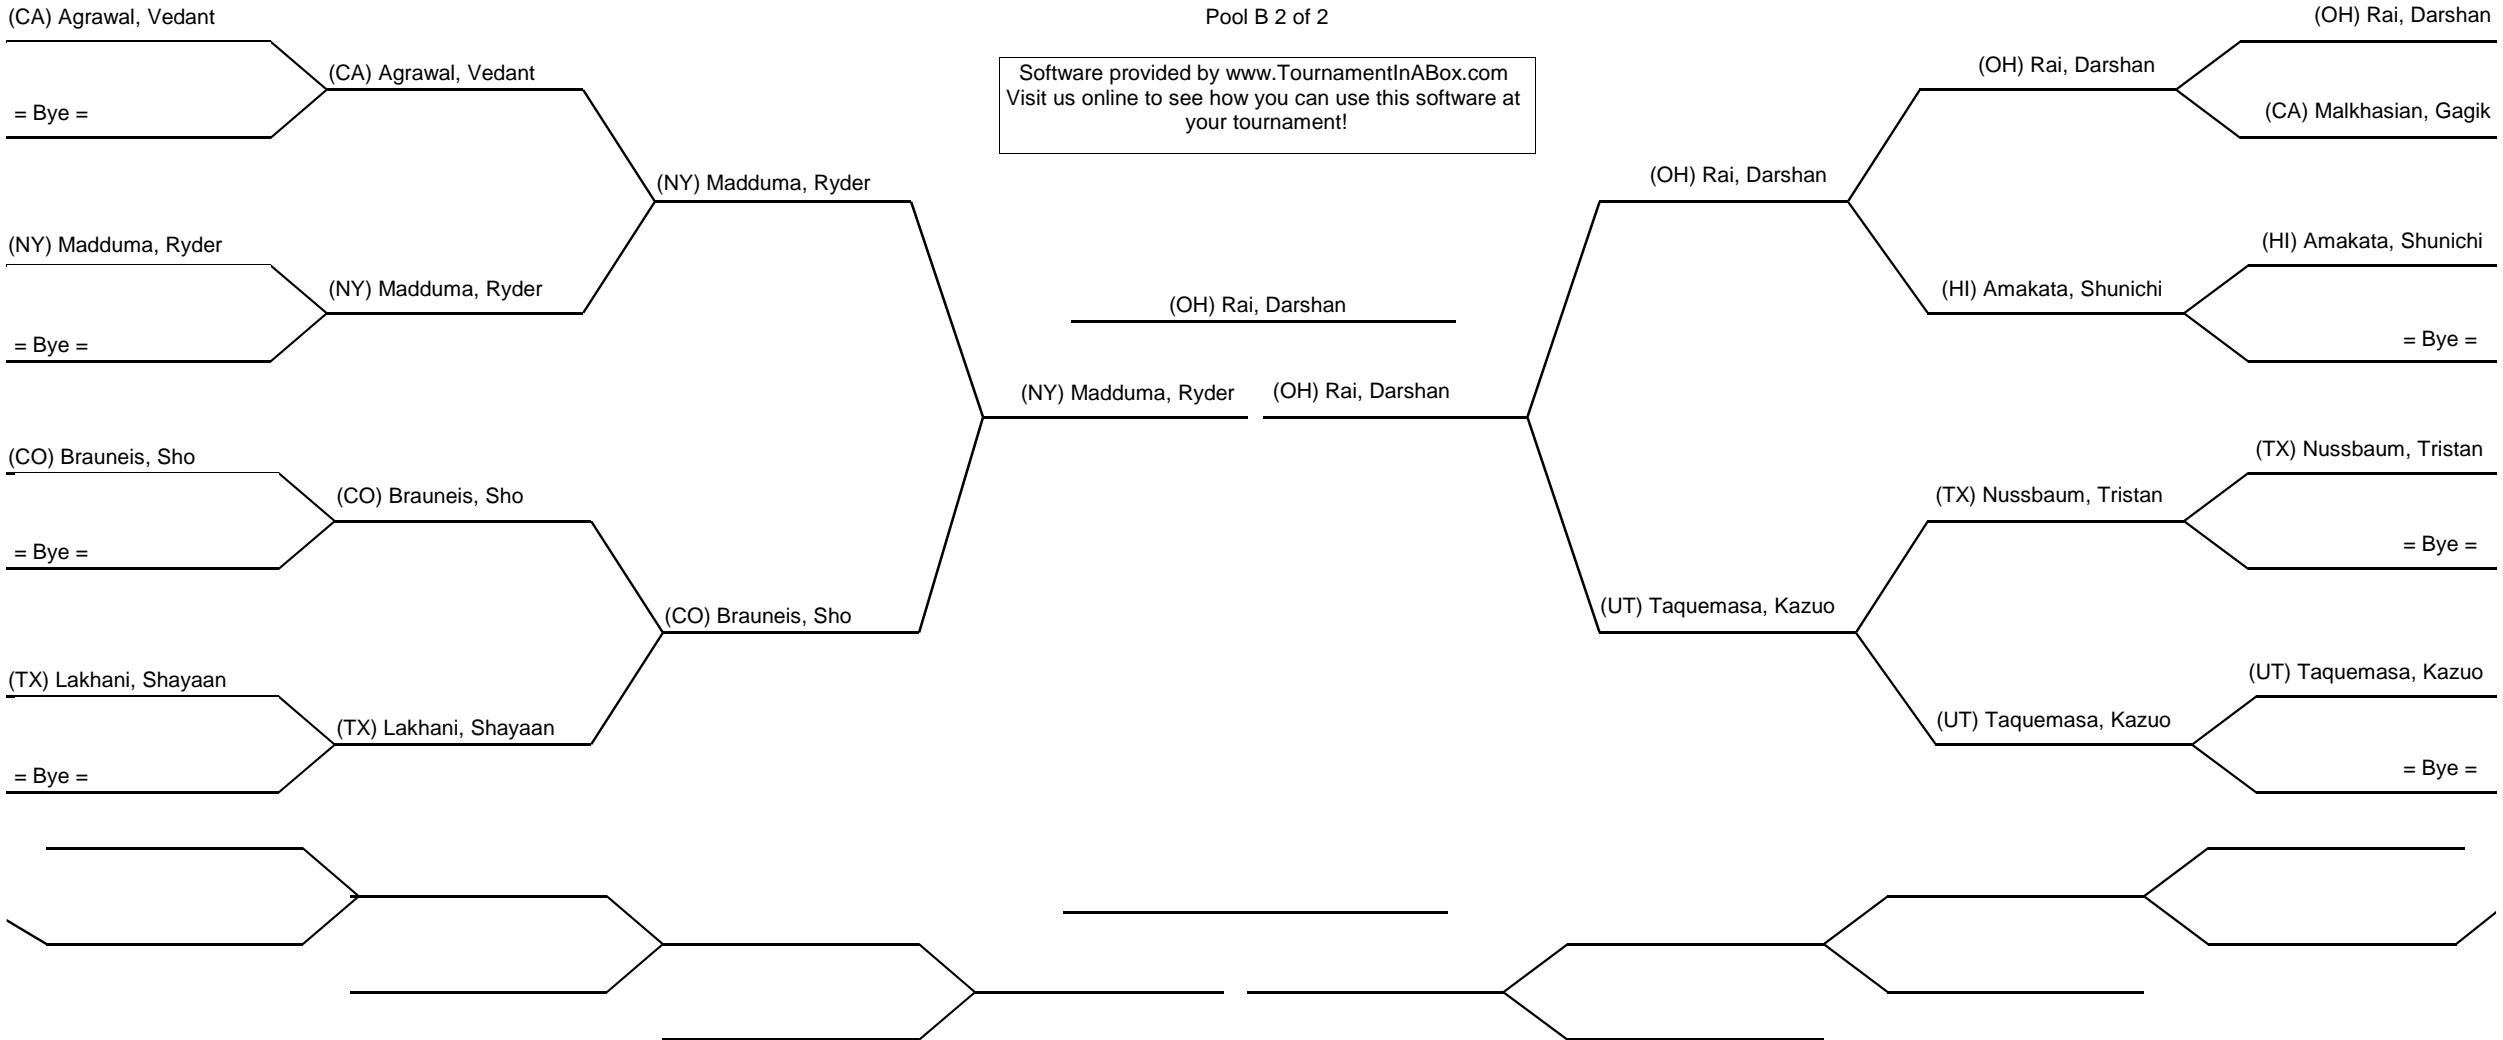 (CA) Agrawal, Vedant
Pool B 2 of 2
(OH) Rai, Darshan
(CA) Agrawal, Vedant
Software provided by www.TournamentInABox.com
Visit us online to see how you can use this software at
your tournament!
(OH) Rai, Darshan
= Bye =
(CA) Malkhasian, Gagik
(NY) Madduma, Ryder
(OH) Rai, Darshan
(NY) Madduma, Ryder
(HI) Amakata, Shunichi
(NY) Madduma, Ryder
(OH) Rai, Darshan
(HI) Amakata, Shunichi
= Bye =
= Bye =
(NY) Madduma, Ryder
(OH) Rai, Darshan
(CO) Brauneis, Sho
(TX) Nussbaum, Tristan
(CO) Brauneis, Sho
(TX) Nussbaum, Tristan
= Bye =
= Bye =
(CO) Brauneis, Sho
(UT) Taquemasa, Kazuo
(TX) Lakhani, Shayaan
(UT) Taquemasa, Kazuo
(TX) Lakhani, Shayaan
(UT) Taquemasa, Kazuo
= Bye =
= Bye =